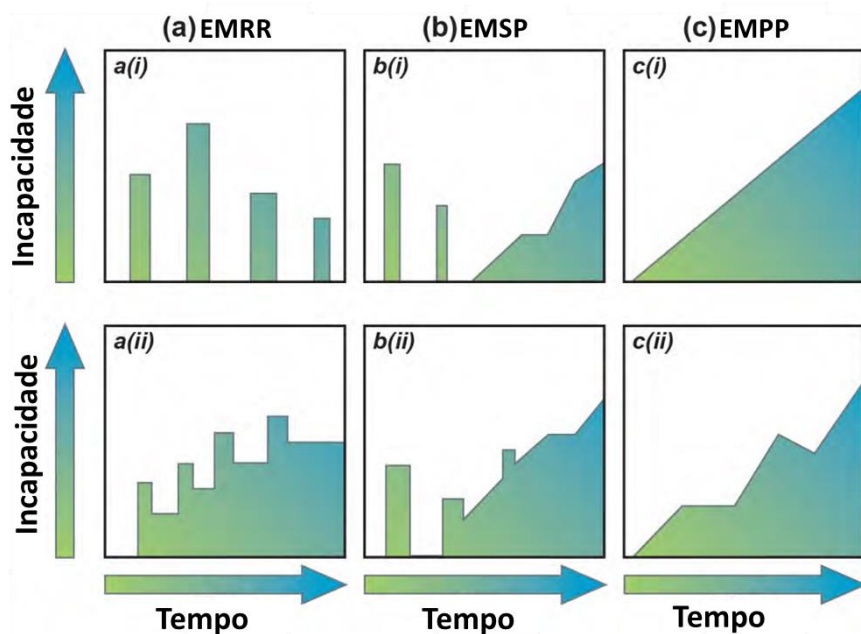 (a) EMRR
(b) EMSP
(c) EMPP
Incapacidade
a(i)
b(i)
c(i)
Incapacidade
a(ii)
b(ii)
c(ii)
Tempo
Tempo
Tempo